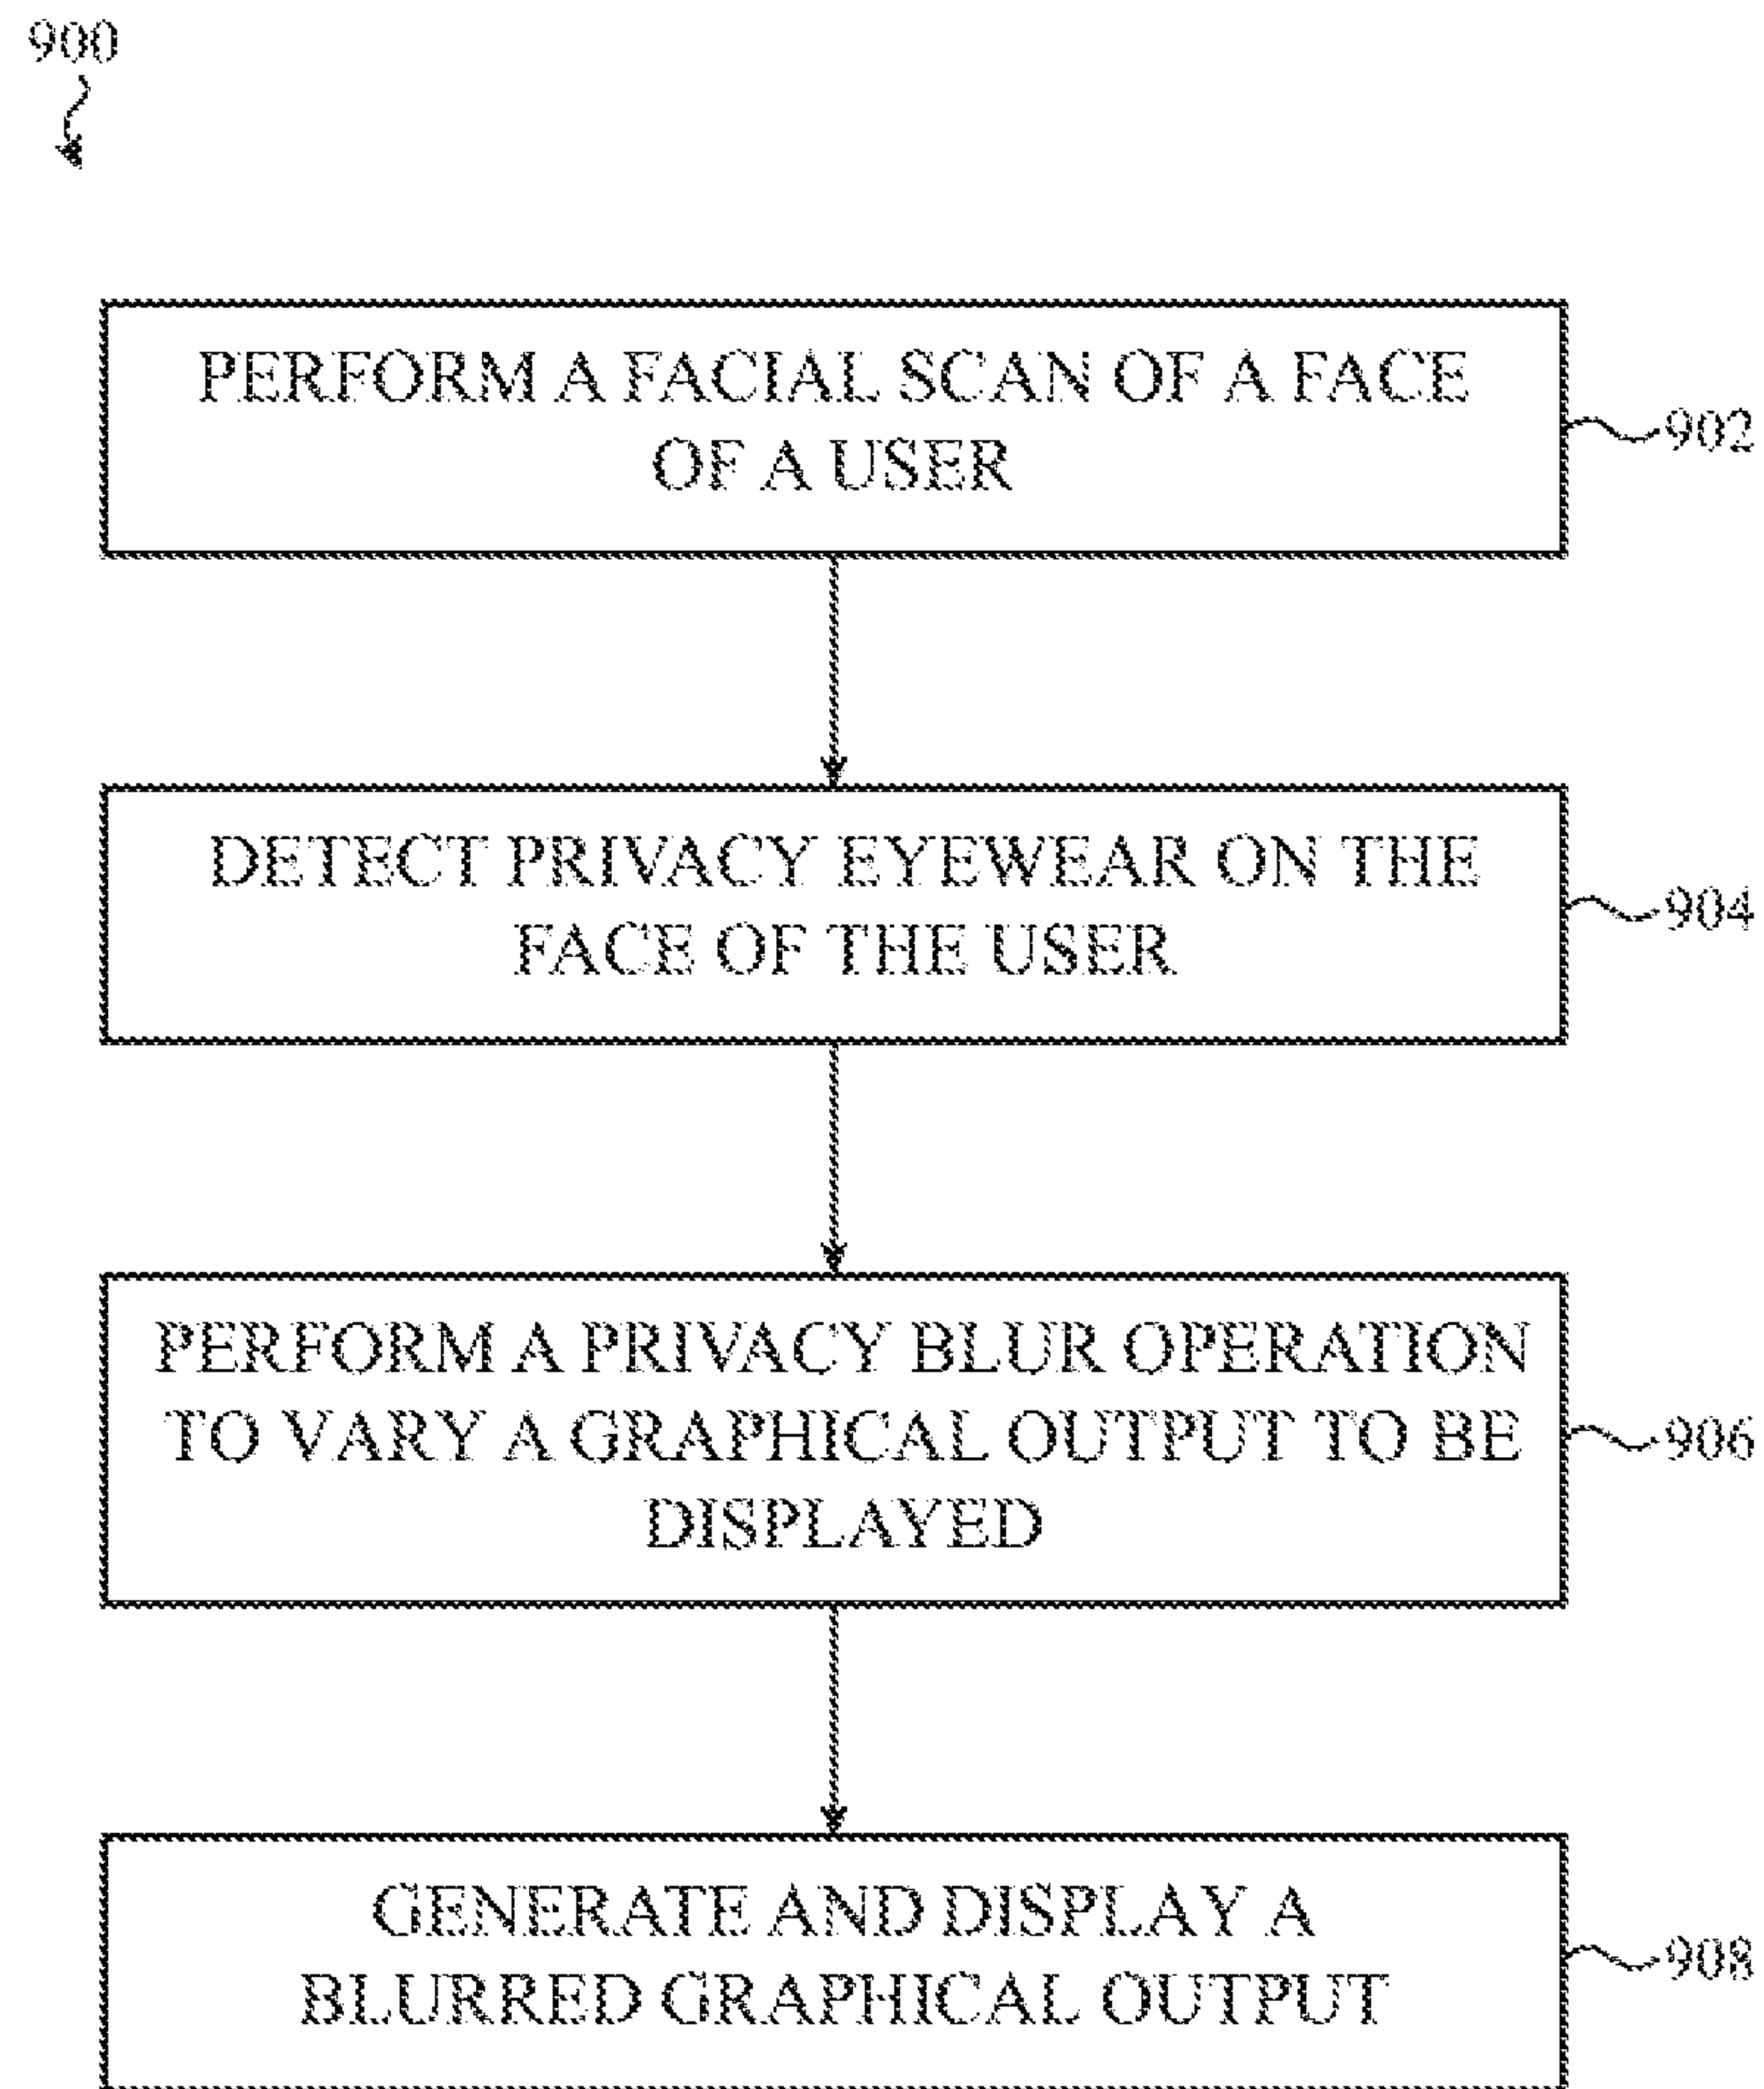 900
PERFORM A FACIAL SCAN OF A FACE
OF A USER
902
DETECT PRIVACY EYEWEAR ON THE
FACE OF THE USER
904
PERFORM A PRIVACY BLUR OPERATION
TO VARY A GRAPHICAL OUTPUT TO BE
DISPLAYED
906
GENERATE AND DISPLAY A
BLURRED GRAPHICAL OUTPUT
908